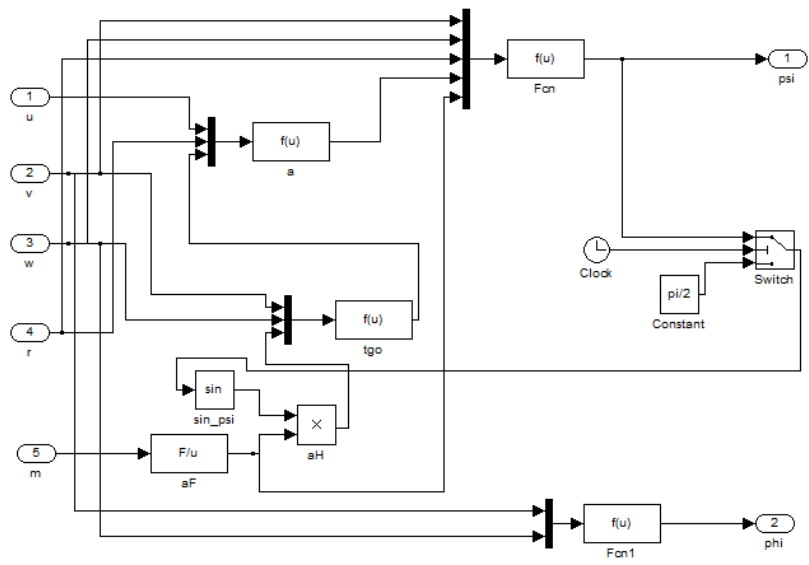 f(u)
Fcn
1
psi
1
u
f(u)
a
2
v
3
w
Clock
Switch
pi/2
Constant
4
r
f(u)
tgo
sin
sin_psi
×
aH
5
m
F/u
aF
f(u)
Fcn1
2
phi